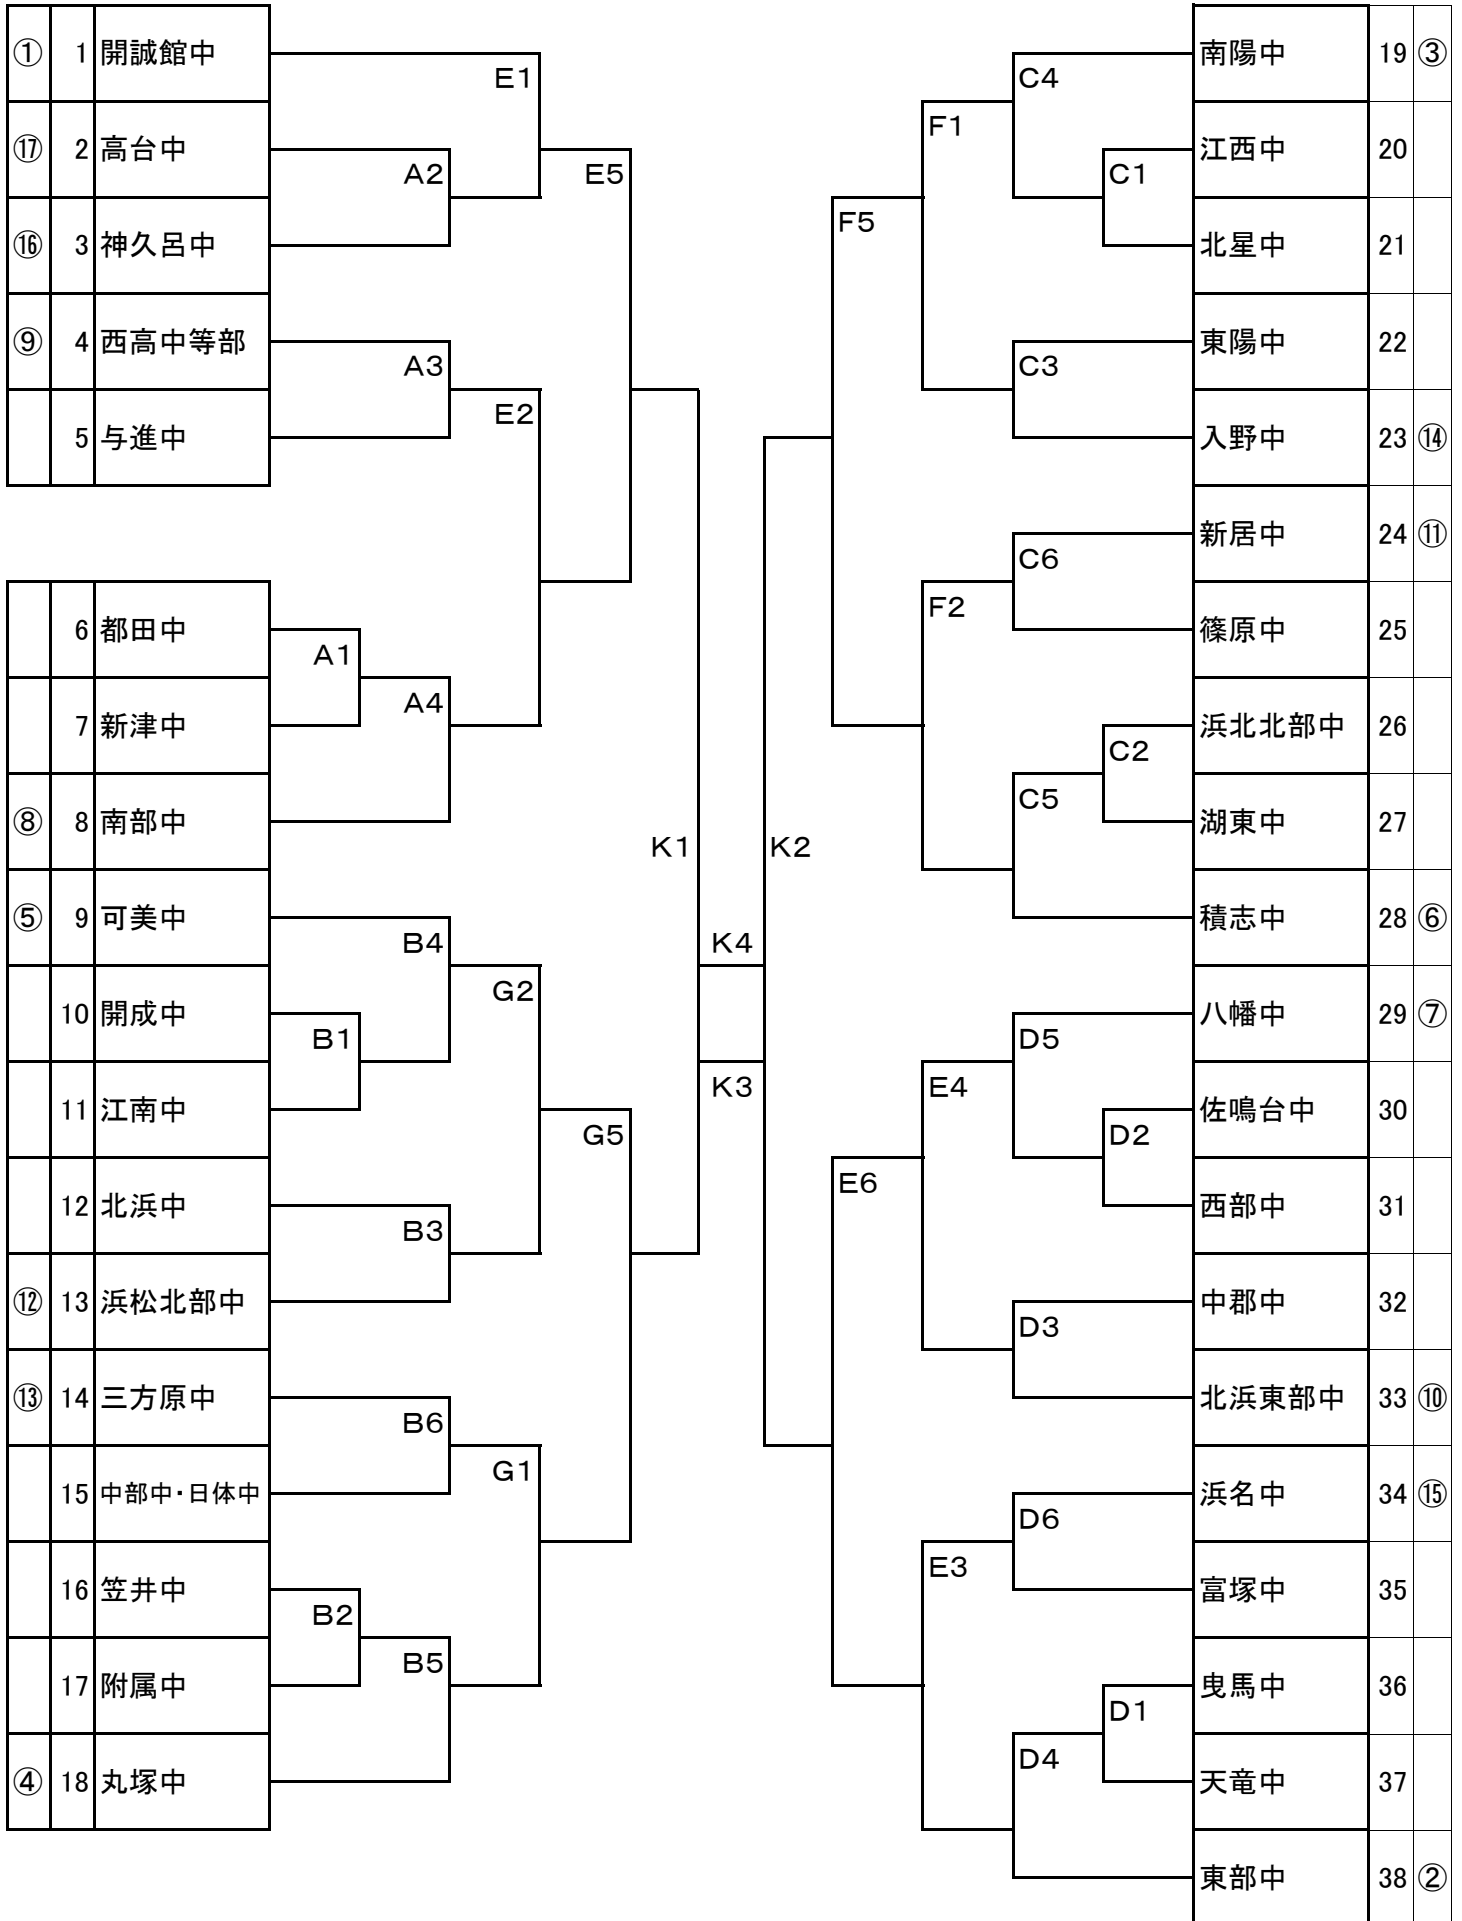 ① 1 開誠館中
⑰ 2 高台中
⑯ 3 神久呂中
⑨ 4 西高中等部
5 与進中
6 都田中
7 新津中
⑧ 8 南部中
⑤ 9 可美中
10 開成中
11 江南中
12 北浜中
⑫ 13 浜松北部中
⑬ 14 三方原中
15 中部中・日体中
16 笠井中
17 附属中
④ 18 丸塚中
E1
A2
E5
A3
E2
A1
A4
B4
G2
B1
G5
B3
B6
G1
B2
B5
K1
K2
K4
K3
C4
F1
C1
F5
C3
C6
F2
C2
C5
D5
E4
D2
E6
D3
D6
E3
D1
D4
南陽中 19 ③
江西中 20
北星中 21
東陽中 22
入野中 23 ⑭
新居中 24 ⑪
篠原中 25
浜北北部中 26
湖東中 27
積志中 28 ⑥
八幡中 29 ⑦
佐鳴台中 30
西部中 31
中郡中 32
北浜東部中 33 ⑩
浜名中 34 ⑮
富塚中 35
曳馬中 36
天竜中 37
東部中 38 ②